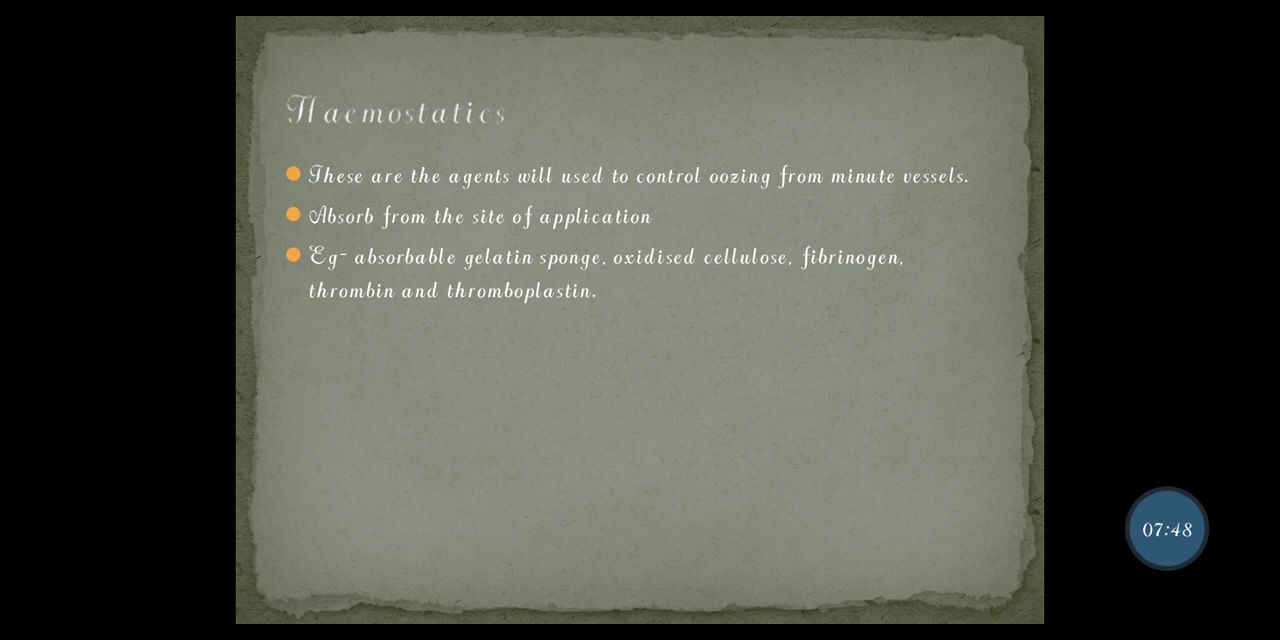 Haemostatics
These are the agents will used to control oozing from minute vessels.
Absorb from the site of application
Eg- absorbable gelatin sponge, oxidised cellulose, fibrinogen,
thrombin and thromboplastin.
07:48